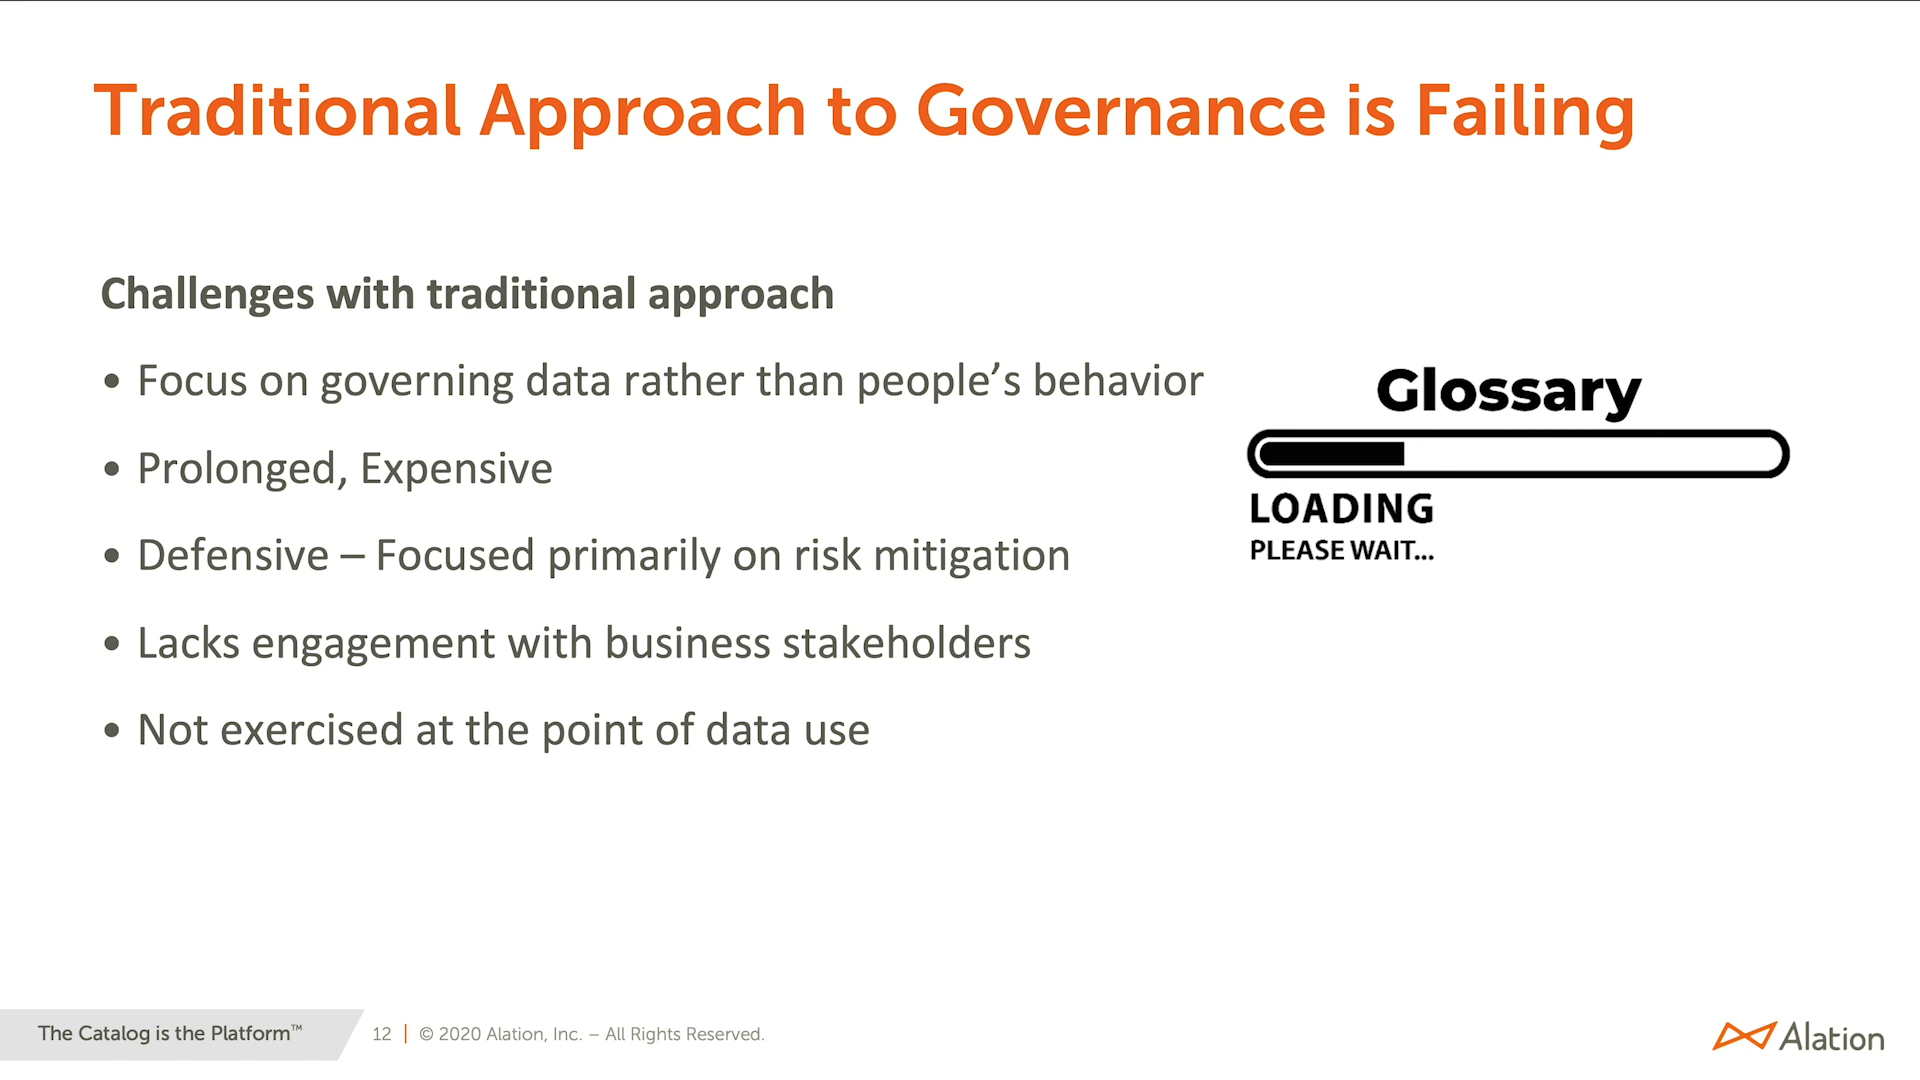 Traditional Approach to Governance is Failing
Challenges with traditional approach
• Focus on governing data rather than people’s behavior
• Prolonged, Expensive
• Defensive – Focused primarily on risk mitigation
• Lacks engagement with business stakeholders
• Not exercised at the point of data use
Glossary
LOADING
PLEASE WAIT...
The Catalog is the Platform™
12 | © 2020 Alation, Inc. – All Rights Reserved.
Alation